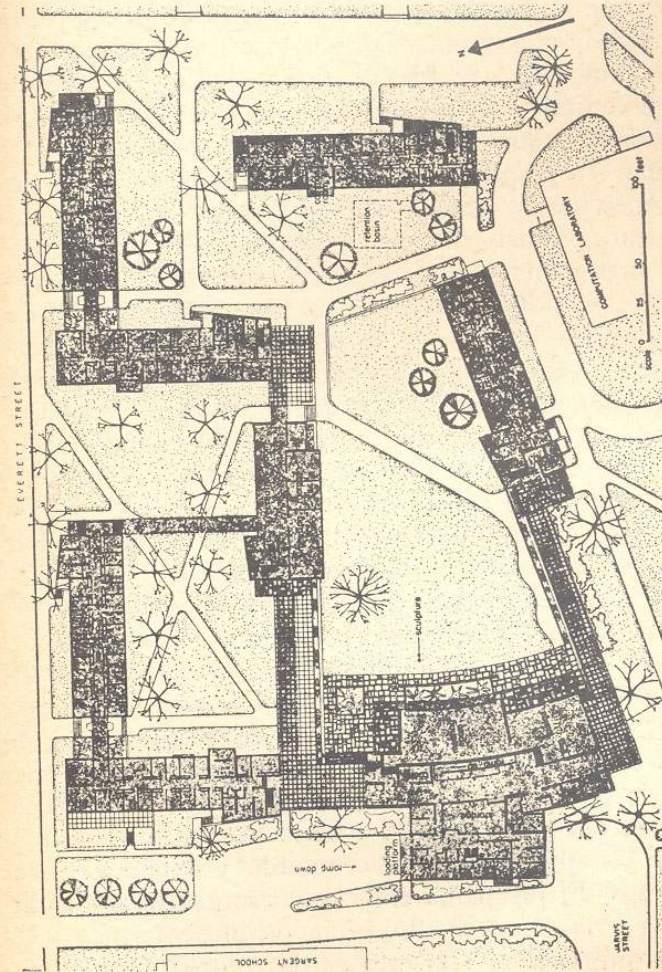 N
EVERETT STREET
retention
basin
COMPUTATION LABORATORY
scale 0 25 50 100 feet
sculpture
storage
loading
platform
ramp down
SARGENT SCHOOL
JARVIS
STREET